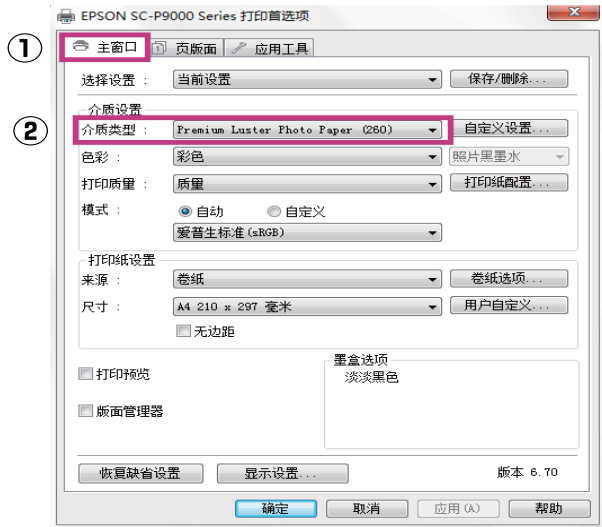 EPSON SC-P9000 Series 打印首选项
① 主窗口 页版面 应用工具
选择设置： 当前设置 保存/删除...
介质设置
② 介质类型： Premium Luster Photo Paper (260) 自定义设置...
色彩： 彩色 照片黑墨水
打印质量： 质量 打印纸配置...
模式： 自动 自定义
爱普生标准(sRGB)
打印纸设置
来源： 卷纸 卷纸选项...
尺寸： A4 210 x 297 毫米 用户自定义...
无边距
墨盒选项
打印预览 淡淡黑色
版面管理器
恢复缺省设置 显示设置... 版本 6.70
确定 取消 应用(A) 帮助